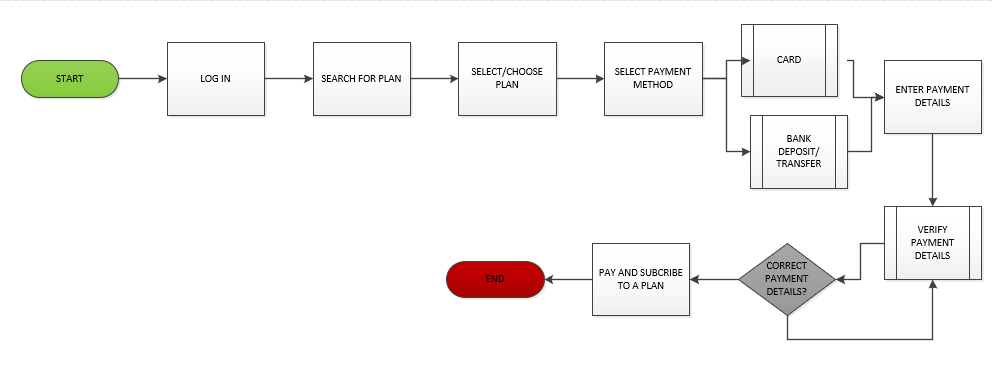 START
LOG IN
SEARCH FOR PLAN
SELECT/CHOOSE
PLAN
SELECT PAYMENT
METHOD
CARD
BANK
DEPOSIT/
TRANSFER
ENTER PAYMENT
DETAILS
VERIFY
PAYMENT
DETAILS
CORRECT
PAYMENT
DETAILS?
PAY AND SUBCRIBE
TO A PLAN
END